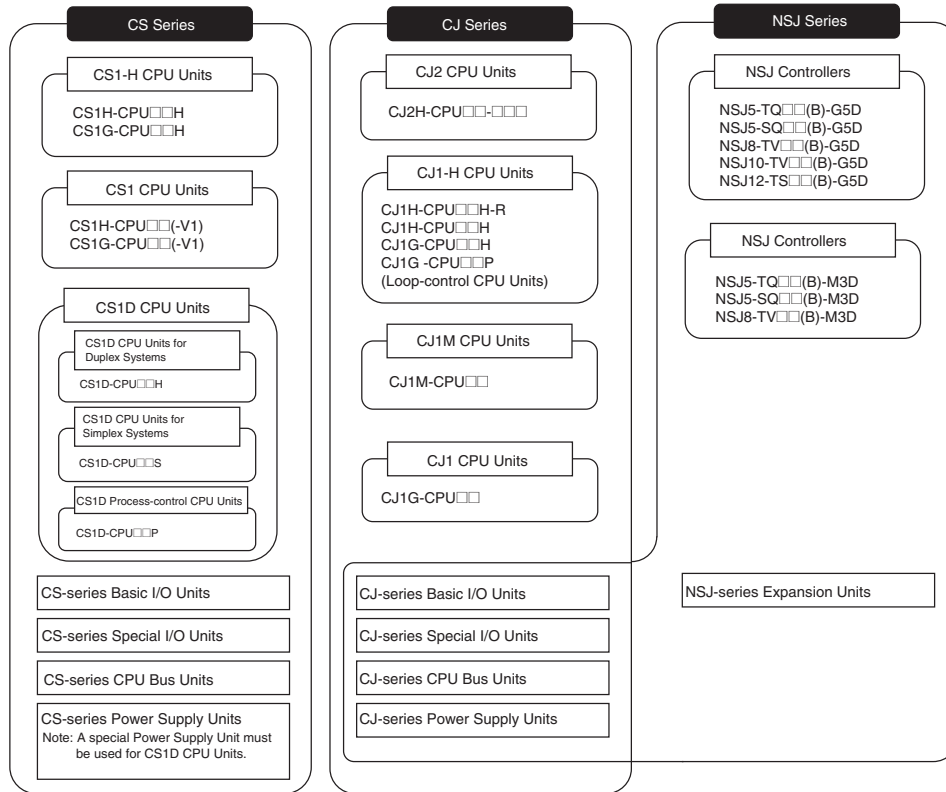 CS Series
CS1-H CPU Units
CS1H-CPU□□H
CS1G-CPU□□H
CS1 CPU Units
CS1H-CPU□□(-V1)
CS1G-CPU□□(-V1)
CS1D CPU Units
CS1D CPU Units for
Duplex Systems
CS1D-CPU□□H
CS1D CPU Units for
Simplex Systems
CS1D-CPU□□S
CS1D Process-control CPU Units
CS1D-CPU□□P
CS-series Basic I/O Units
CS-series Special I/O Units
CS-series CPU Bus Units
CS-series Power Supply Units
Note: A special Power Supply Unit must
be used for CS1D CPU Units.
CJ Series
CJ2 CPU Units
CJ2H-CPU□□-□□□
CJ1-H CPU Units
CJ1H-CPU□□H-R
CJ1H-CPU□□H
CJ1G-CPU□□H
CJ1G -CPU□□P
(Loop-control CPU Units)
CJ1M CPU Units
CJ1M-CPU□□
CJ1 CPU Units
CJ1G-CPU□□
CJ-series Basic I/O Units
CJ-series Special I/O Units
CJ-series CPU Bus Units
CJ-series Power Supply Units
NSJ Series
NSJ Controllers
NSJ5-TQ□□(B)-G5D
NSJ5-SQ□□(B)-G5D
NSJ8-TV□□(B)-G5D
NSJ10-TV□□(B)-G5D
NSJ12-TS□□(B)-G5D
NSJ Controllers
NSJ5-TQ□□(B)-M3D
NSJ5-SQ□□(B)-M3D
NSJ8-TV□□(B)-M3D
NSJ-series Expansion Units